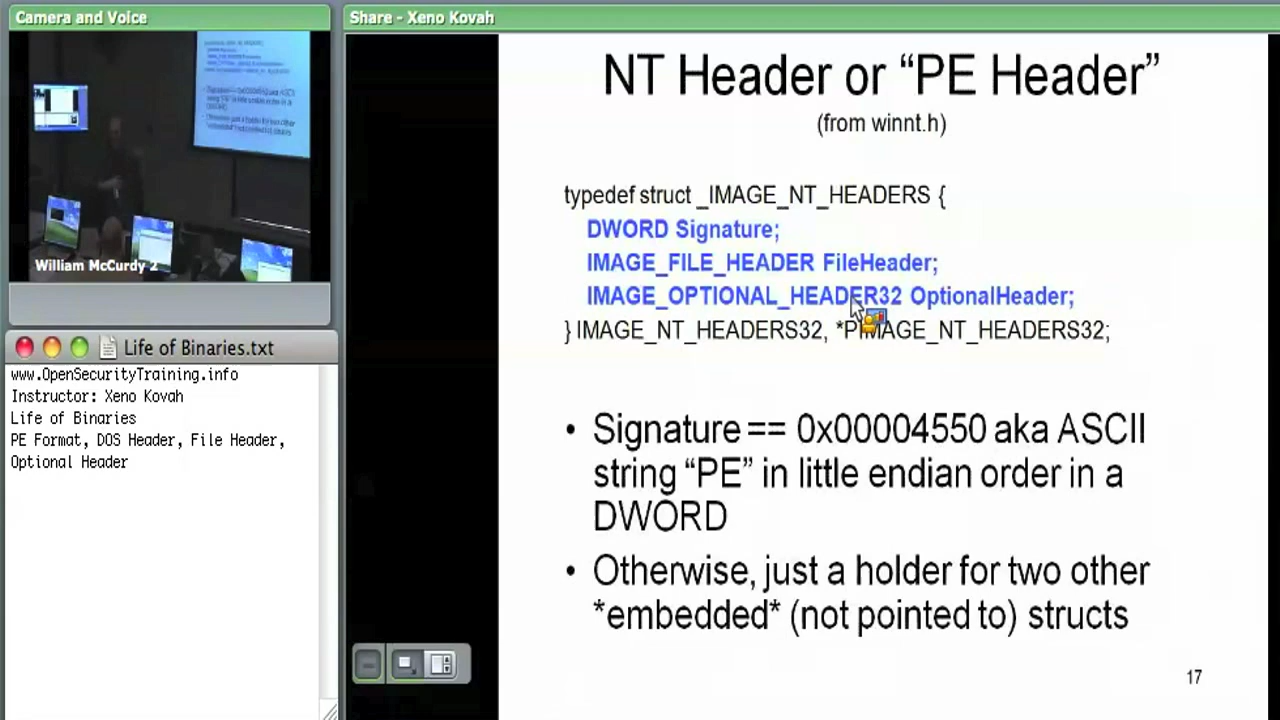 Camera and Voice
William McCurdy 2
Life of Binaries.txt
www.OpenSecurityTraining.info
Instructor: Xeno Kovah
Life of Binaries
PE Format, DOS Header, File Header,
Optional Header
Share - Xeno Kovah
NT Header or “PE Header”
(from winnt.h)
typedef struct _IMAGE_NT_HEADERS {
DWORD Signature;
IMAGE_FILE_HEADER FileHeader;
IMAGE_OPTIONAL_HEADER32 OptionalHeader;
} IMAGE_NT_HEADERS32, *PIMAGE_NT_HEADERS32;
• Signature == 0x00004550 aka ASCII
string “PE” in little endian order in a
DWORD
• Otherwise, just a holder for two other
*embedded* (not pointed to) structs
17